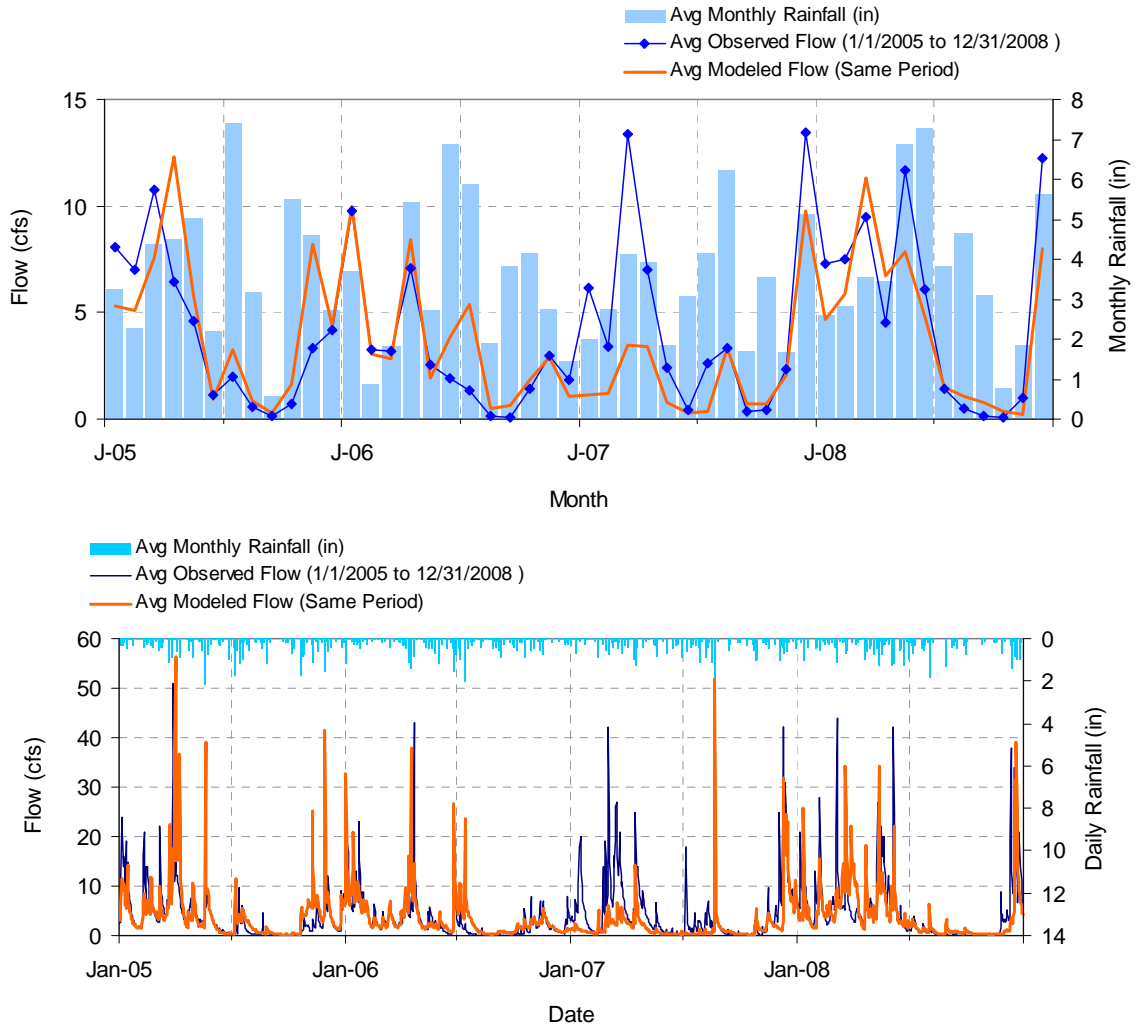 Avg Monthly Rainfall (in)
Avg Observed Flow (1/1/2005 to 12/31/2008 )
Avg Modeled Flow (Same Period)
15
10
5
0
Flow (cfs)
8
7
6
5
4
3
2
1
0
Monthly Rainfall (in)
J-05
J-06
J-07
J-08
Month
Avg Monthly Rainfall (in)
Avg Observed Flow (1/1/2005 to 12/31/2008 )
Avg Modeled Flow (Same Period)
60
50
40
30
20
10
0
Flow (cfs)
0
2
4
6
8
10
12
14
Daily Rainfall (in)
Jan-05
Jan-06
Jan-07
Jan-08
Date